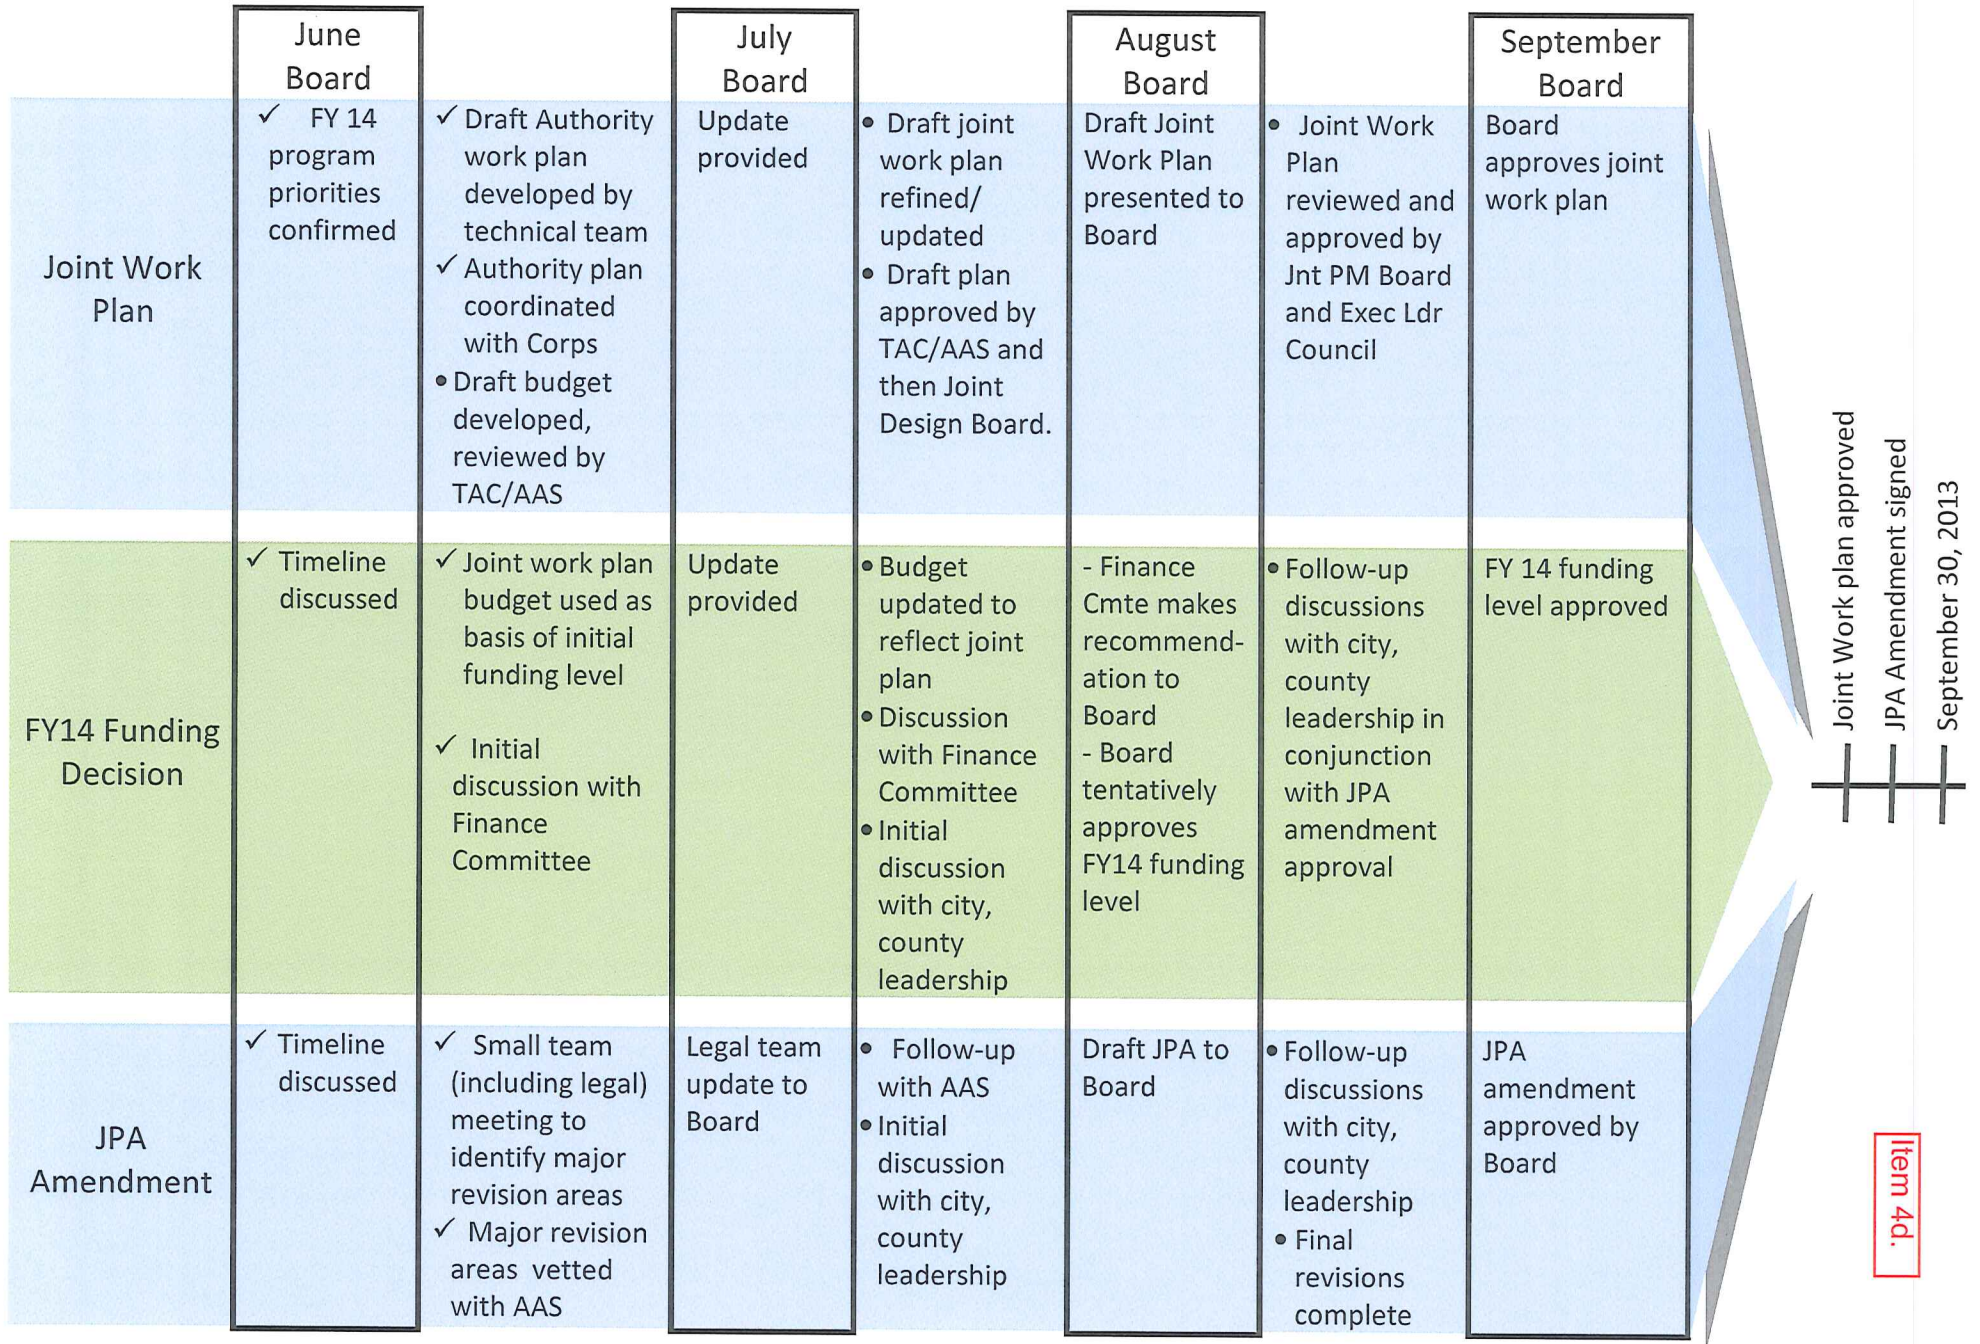 June
Board
July
Board
August
Board
September
Board
Joint Work
Plan
✓ FY 14
program
priorities
confirmed
✓ Draft Authority
work plan
developed by
technical team
✓ Authority plan
coordinated
with Corps
• Draft budget
developed,
reviewed by
TAC/AAS
Update
provided
• Draft joint
work plan
refined/
updated
• Draft plan
approved by
TAC/AAS and
then Joint
Design Board.
Draft Joint
Work Plan
presented to
Board
• Joint Work
Plan
reviewed and
approved by
Jnt PM Board
and Exec Ldr
Council
Board
approves joint
work plan
FY14 Funding
Decision
✓ Timeline
discussed
✓ Joint work plan
budget used as
basis of initial
funding level
✓ Initial
discussion with
Finance
Committee
Update
provided
• Budget
updated to
reflect joint
plan
• Discussion
with Finance
Committee
• Initial
discussion
with city,
county
leadership
- Finance
Cmte makes
recommend-
ation to
Board
- Board
tentatively
approves
FY14 funding
level
• Follow-up
discussions
with city,
county
leadership in
conjunction
with JPA
amendment
approval
FY 14 funding
level approved
JPA
Amendment
✓ Timeline
discussed
✓ Small team
(including legal)
meeting to
identify major
revision areas
✓ Major revision
areas vetted
with AAS
Legal team
update to
Board
• Follow-up
with AAS
• Initial
discussion
with city,
county
leadership
Draft JPA to
Board
• Follow-up
discussions
with city,
county
leadership
• Final
revisions
complete
JPA
amendment
approved by
Board
Joint Work plan approved
JPA Amendment signed
September 30, 2013
Item 4d.